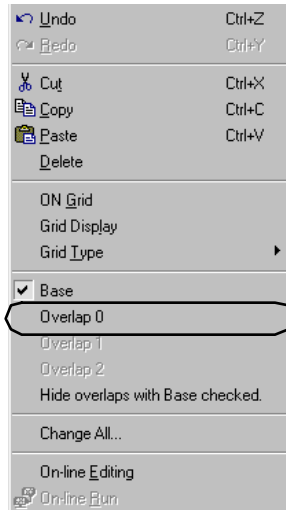 Undo Ctrl+Z
Redo Ctrl+Y
Cut Ctrl+X
Copy Ctrl+C
Paste Ctrl+V
Delete
ON Grid
Grid Display
Grid Type
Base
Overlap 0
Overlap 1
Overlap 2
Hide overlaps with Base checked.
Change All...
On-line Editing
On-line Run